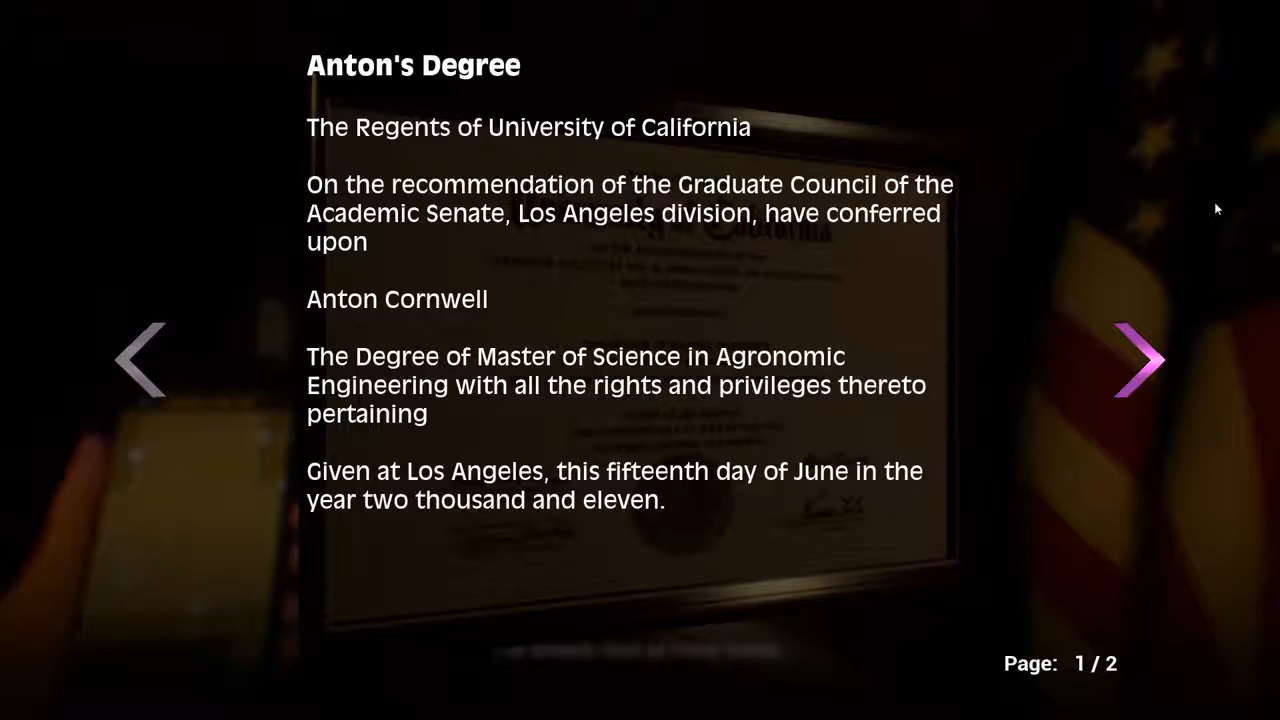 Anton's Degree
The Regents of University of California
On the recommendation of the Graduate Council of the
Academic Senate, Los Angeles division, have conferred
upon
Anton Cornwell
The Degree of Master of Science in Agronomic
Engineering with all the rights and privileges thereto
pertaining
Given at Los Angeles, this fifteenth day of June in the
year two thousand and eleven.
Page: 1 / 2